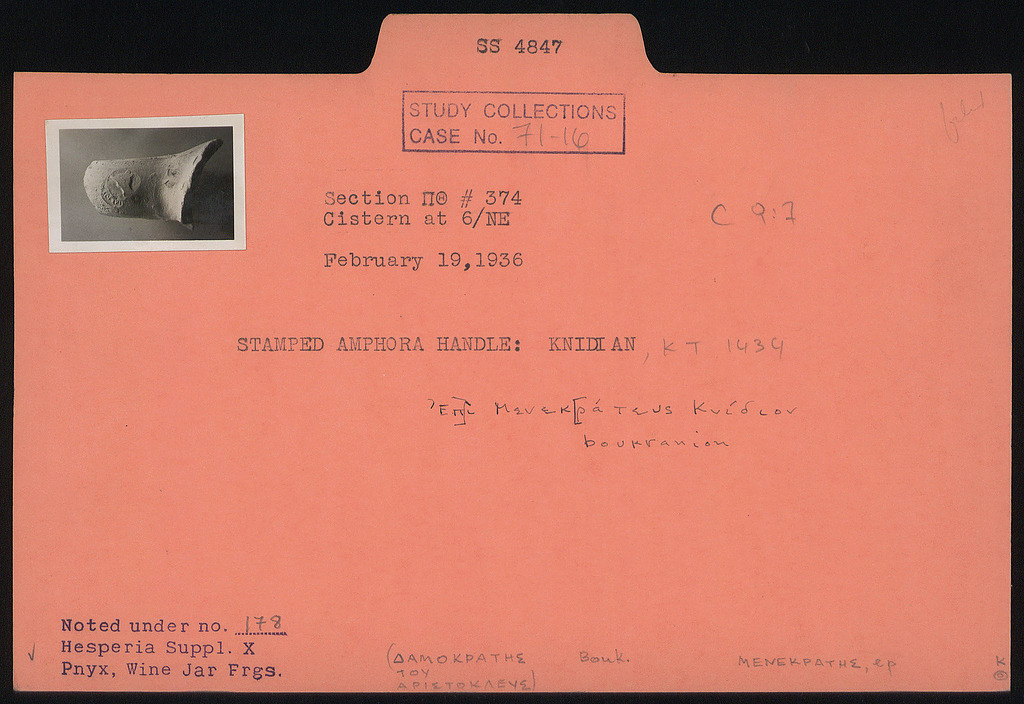 SS 4847
STUDY COLLECTIONS
CASE No. 71-16
Section ΠΘ # 374
Cistern at 6/ΝΕ
C 9:7
February 19,1936
STAMPED AMPHORA HANDLE: KNIDIAN, KT 1434
Ἐπ]ὶ Μενεκ[ράτευς Κνίδιον
boukranion
Noted under no. 178
Hesperia Suppl. X
Pnyx, Wine Jar Frgs.
(ΔΑΜΟΚΡΑΤΗΣ
ΤΟΥ
ΑΡΙΣΤΟΚΛΕΥΣ)
Bouk.
ΜΕΝΕΚΡΑΤΗΣ, ep
K